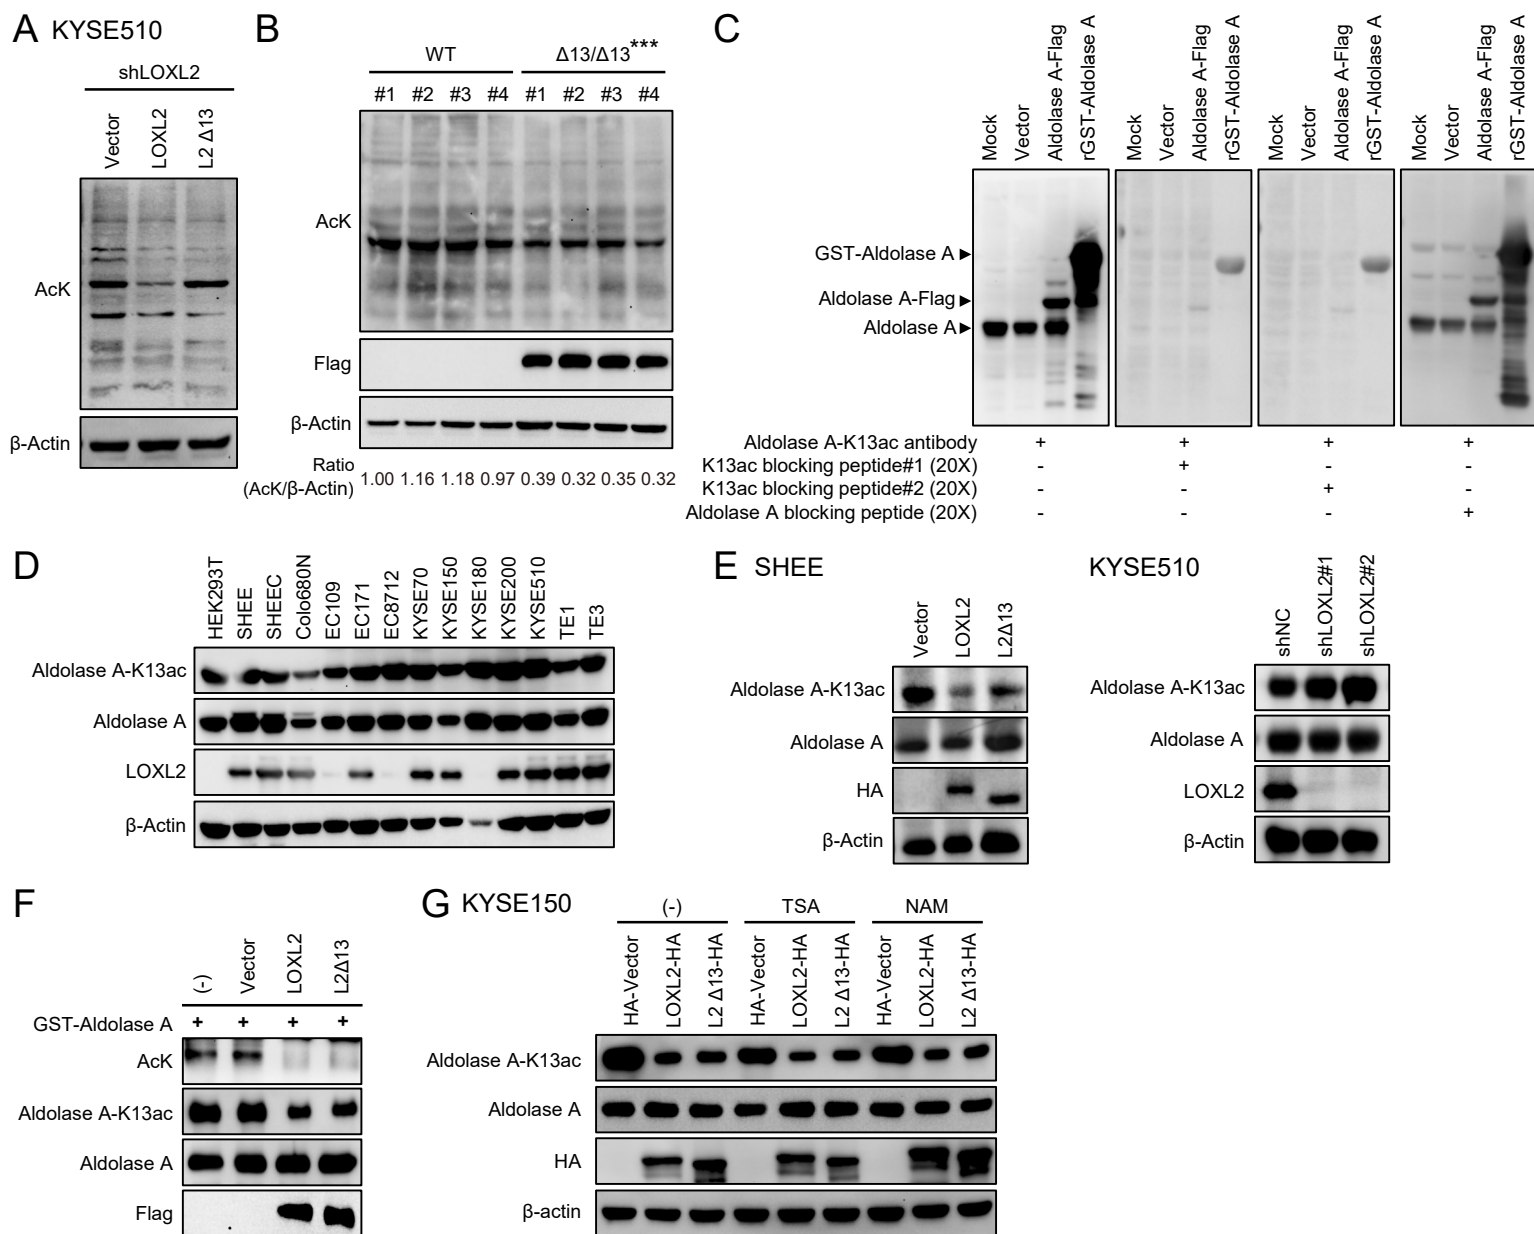 A KYSE510
shLOXL2
Vector
LOXL2
L2 Δ13
AcK
β-Actin
B
WT
Δ13/Δ13***
#1 #2 #3 #4 #1 #2 #3 #4
AcK
Flag
β-Actin
Ratio
(AcK/β-Actin) 1.00 1.16 1.18 0.97 0.39 0.32 0.35 0.32
C
Mock
Vector
Aldolase A-Flag
rGST-Aldolase A
Mock
Vector
Aldolase A-Flag
rGST-Aldolase A
Mock
Vector
Aldolase A-Flag
rGST-Aldolase A
Mock
Vector
Aldolase A-Flag
rGST-Aldolase A
GST-Aldolase A
Aldolase A-Flag
Aldolase A
Aldolase A-K13ac antibody + + + +
K13ac blocking peptide#1 (20X) - + - -
K13ac blocking peptide#2 (20X) - - + -
Aldolase A blocking peptide (20X) - - - +
D
HEK293T
SHEE
SHEEC
Colo680N
EC109
EC171
EC8712
KYSE70
KYSE150
KYSE180
KYSE200
KYSE510
TE1
TE3
Aldolase A-K13ac
Aldolase A
LOXL2
β-Actin
E SHEE
Vector
LOXL2
L2Δ13
Aldolase A-K13ac
Aldolase A
HA
β-Actin
KYSE510
shNC
shLOXL2#1
shLOXL2#2
Aldolase A-K13ac
Aldolase A
LOXL2
β-Actin
F
(-)
Vector
LOXL2
L2Δ13
GST-Aldolase A + + + +
AcK
Aldolase A-K13ac
Aldolase A
Flag
G KYSE150
(-) TSA NAM
HA-Vector
LOXL2-HA
L2 Δ13-HA
HA-Vector
LOXL2-HA
L2 Δ13-HA
HA-Vector
LOXL2-HA
L2 Δ13-HA
Aldolase A-K13ac
Aldolase A
HA
β-actin